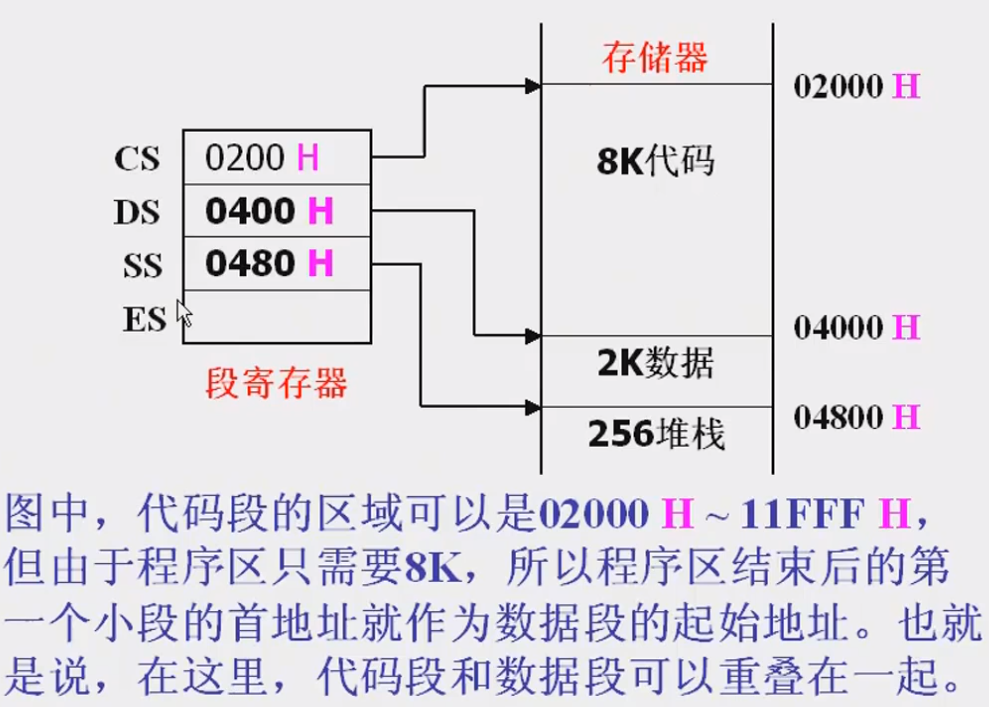 存储器
02000 H
CS 0200 H
8K代码
DS 0400 H
SS 0480 H
ES
04000 H
2K数据
段寄存器
04800 H
256堆栈
图中，代码段的区域可以是02000 H ~ 11FFF H，
但由于程序区只需要8K，所以程序区结束后的第
一个小段的首地址就作为数据段的起始地址。也就
是说，在这里，代码段和数据段可以重叠在一起。